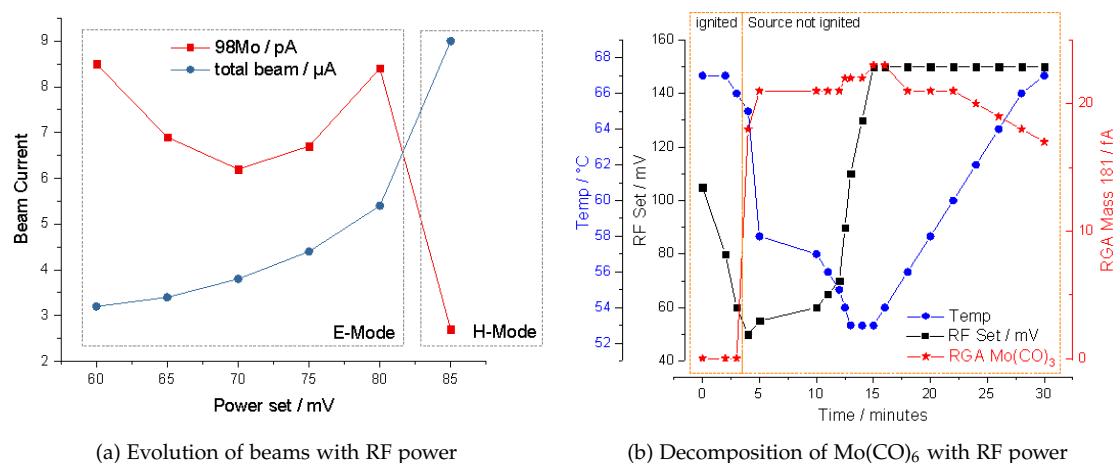 98Mo / pA
total beam / µA
E-Mode
H-Mode
Beam Current
9
8
7
6
5
4
3
2
60
65
70
75
80
85
Power set / mV
(a) Evolution of beams with RF power
ignited
Source not ignited
Temp / °C
68
66
64
62
60
58
56
54
52
RF Set / mV
160
140
120
100
80
60
40
RGA Mass 181 / fA
20
10
0
Temp
RF Set / mV
RGA Mo(CO)3
0
5
10
15
20
25
30
Time / minutes
(b) Decomposition of Mo(CO)6 with RF power